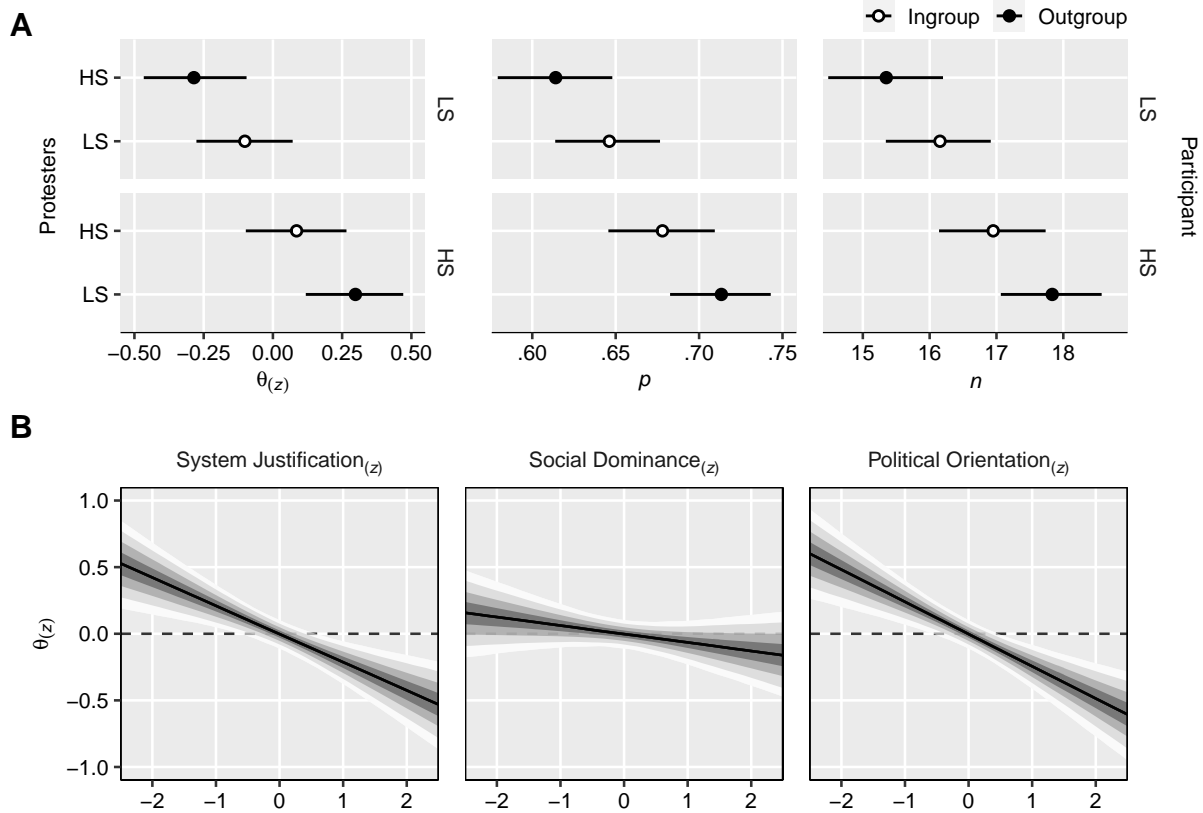 A
Ingroup Outgroup
Protesters
HS
LS
LS
HS
LS
HS
Participant
−0.50 −0.25 0.00 0.25 0.50
.60 .65 .70 .75
15 16 17 18
θ(z)
p
n
B
System Justification(z)
Social Dominance(z)
Political Orientation(z)
θ(z)
1.0
0.5
0.0
−0.5
−1.0
−2 −1 0 1 2
−2 −1 0 1 2
−2 −1 0 1 2